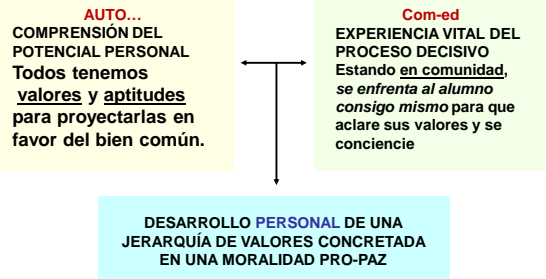 AUTO…
COMPRENSIÓN DEL
POTENCIAL PERSONAL
Todos tenemos
valores y aptitudes
para proyectarlas en
favor del bien común.
Com-ed
EXPERIENCIA VITAL DEL
PROCESO DECISIVO
Estando en comunidad,
se enfrenta al alumno
consigo mismo para que
aclare sus valores y se
conciencie
DESARROLLO PERSONAL DE UNA
JERARQUÍA DE VALORES CONCRETADA
EN UNA MORALIDAD PRO-PAZ